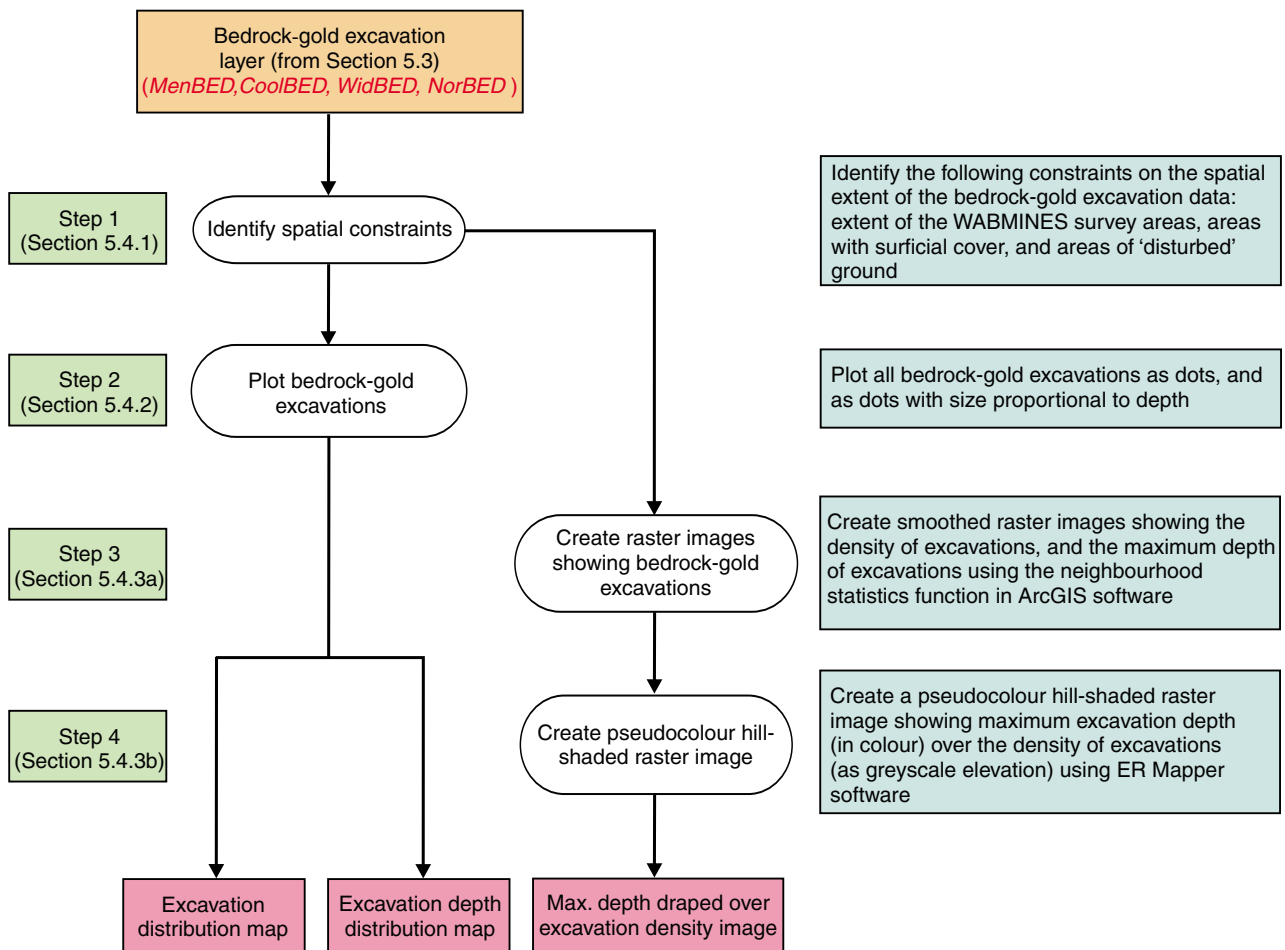 Bedrock-gold excavation
layer (from Section 5.3)
(MenBED,CoolBED, WidBED, NorBED )
Step 1
(Section 5.4.1)
Identify spatial constraints
Identify the following constraints on the spatial
extent of the bedrock-gold excavation data:
extent of the WABMINES survey areas, areas
with surficial cover, and areas of ‘disturbed’
ground
Step 2
(Section 5.4.2)
Plot bedrock-gold
excavations
Plot all bedrock-gold excavations as dots, and
as dots with size proportional to depth
Step 3
(Section 5.4.3a)
Create raster images
showing bedrock-gold
excavations
Create smoothed raster images showing the
density of excavations, and the maximum depth
of excavations using the neighbourhood
statistics function in ArcGIS software
Step 4
(Section 5.4.3b)
Create pseudocolour hill-
shaded raster image
Create a pseudocolour hill-shaded raster
image showing maximum excavation depth
(in colour) over the density of excavations
(as greyscale elevation) using ER Mapper
software
Excavation
distribution map
Excavation depth
distribution map
Max. depth draped over
excavation density image